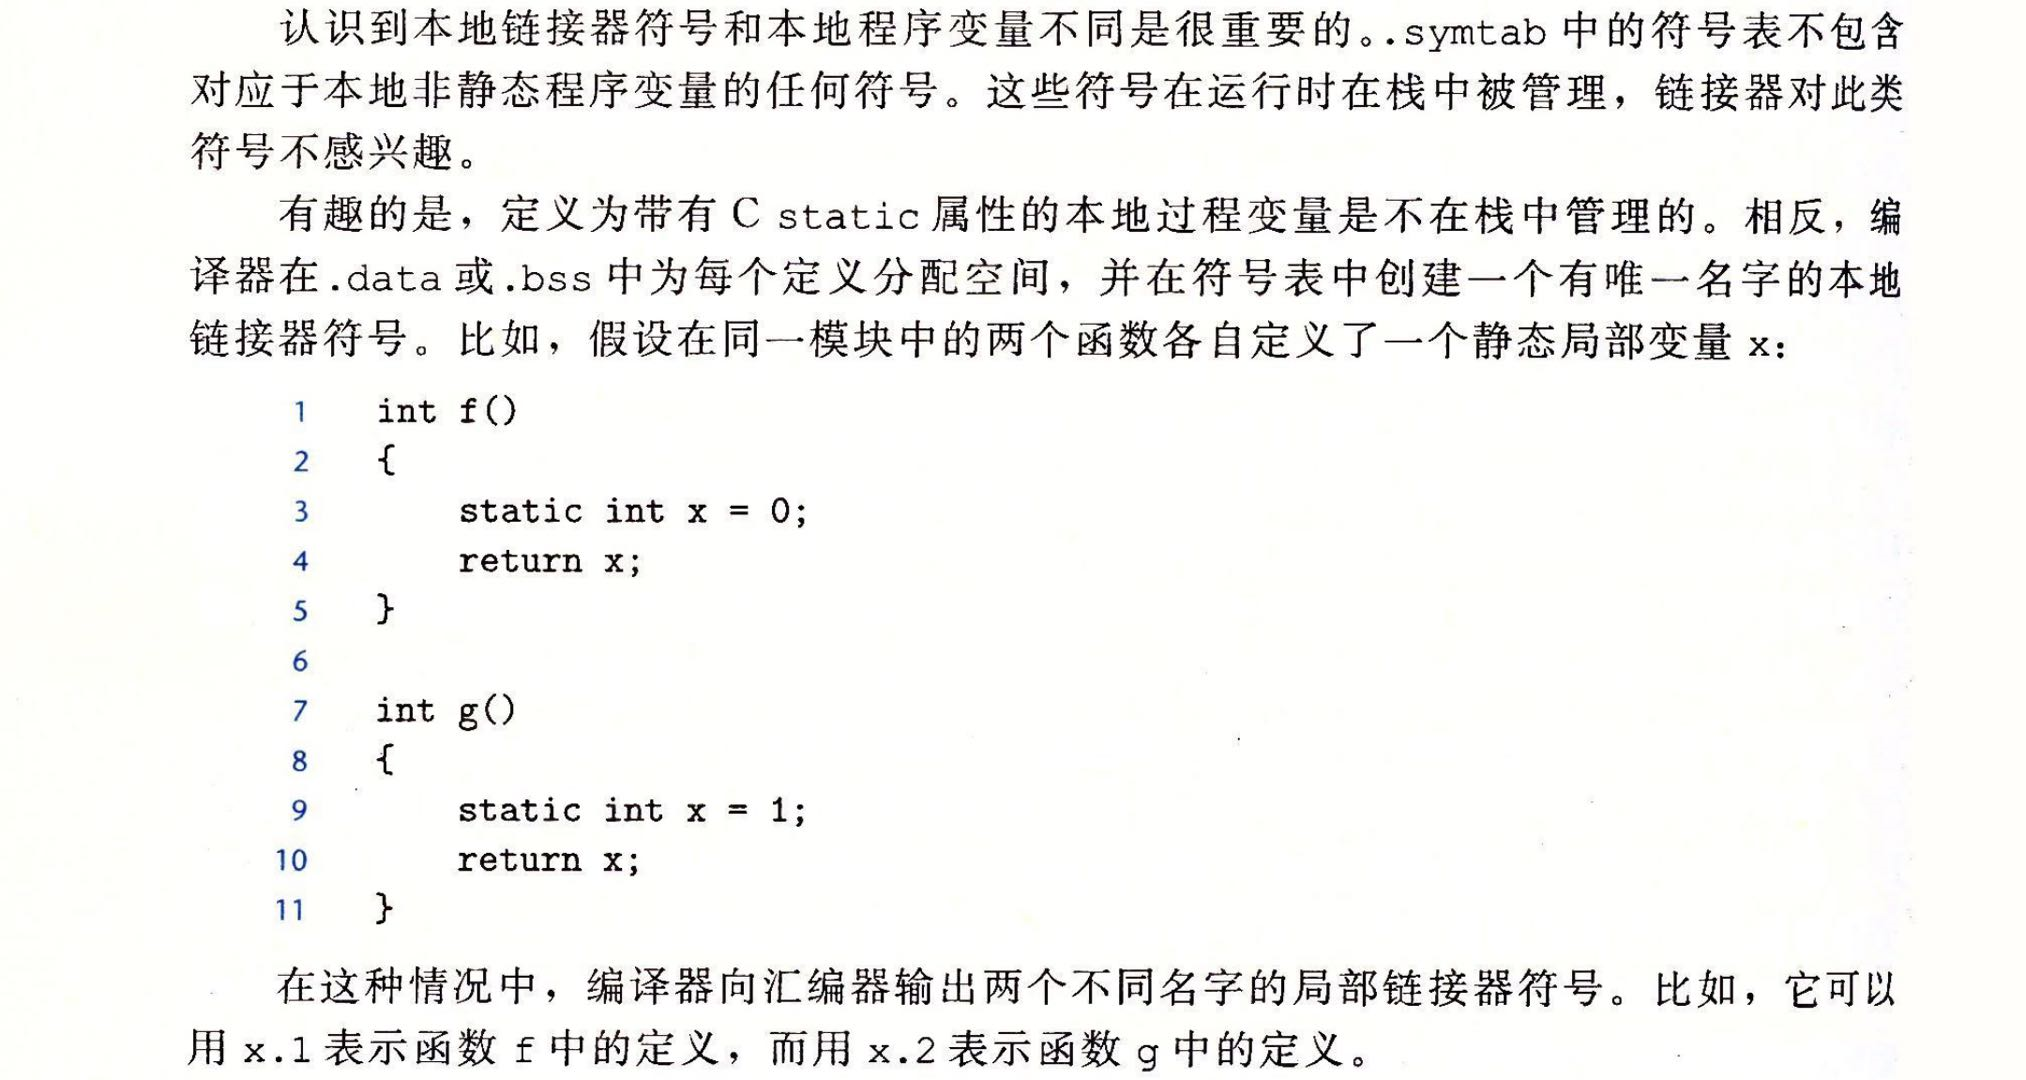 认识到本地链接器符号和本地程序变量不同是很重要的。.symtab 中的符号表不包含
对应于本地非静态程序变量的任何符号。这些符号在运行时在栈中被管理，链接器对此类
符号不感兴趣。
有趣的是，定义为带有 C static 属性的本地过程变量是不在栈中管理的。相反，编
译器在.data 或.bss 中为每个定义分配空间，并在符号表中创建一个有唯一名字的本地
链接器符号。比如，假设在同一模块中的两个函数各自定义了一个静态局部变量 x：
1 int f()
2 {
3 static int x = 0;
4 return x;
5 }
6
7 int g()
8 {
9 static int x = 1;
10 return x;
11 }
在这种情况中，编译器向汇编器输出两个不同名字的局部链接器符号。比如，它可以
用 x.1 表示函数 f 中的定义，而用 x.2 表示函数 g 中的定义。